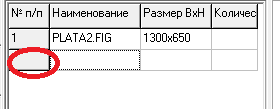 № п/п Наименование Размер ВхН Количес
1 PLATA2.FIG 1300x650